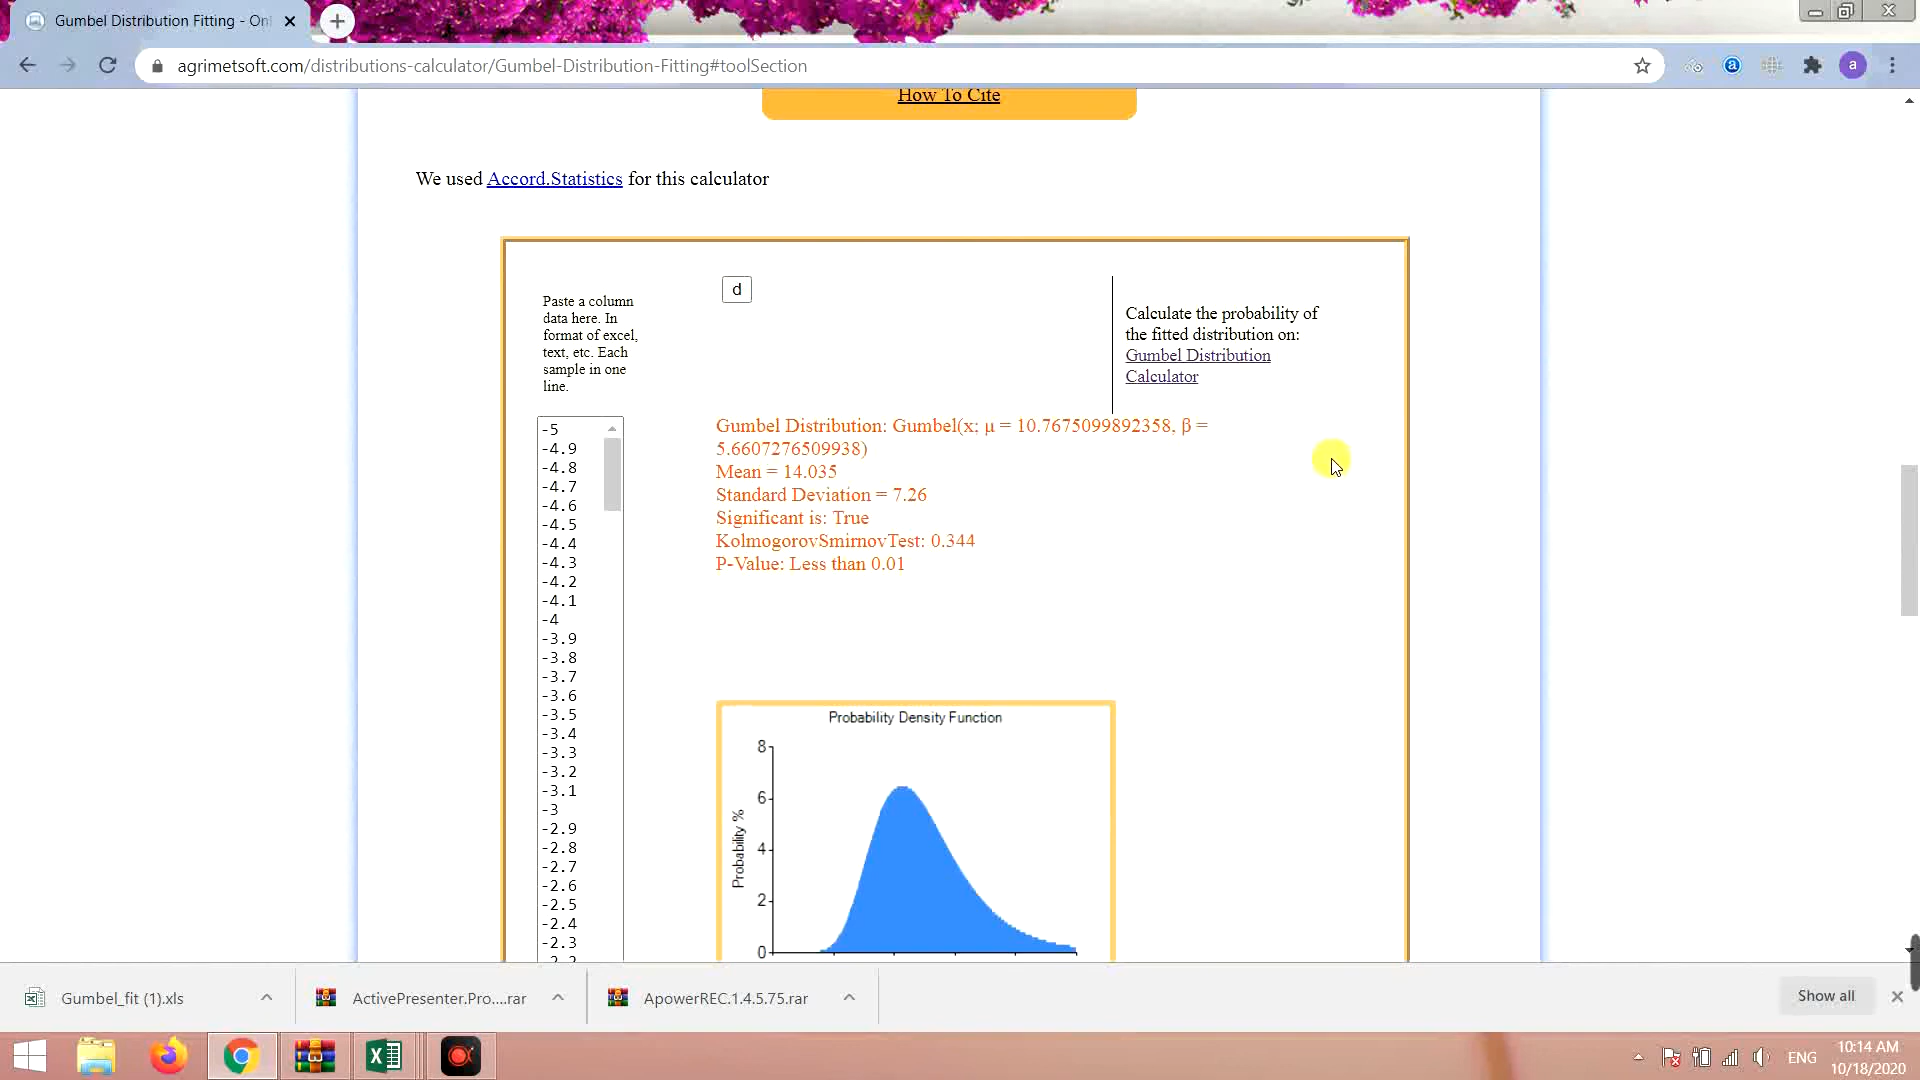 Gumbel Distribution Fitting - Onl
agrimetsoft.com/distributions-calculator/Gumbel-Distribution-Fitting#toolSection
a
a
How To Cite
We used Accord.Statistics for this calculator
Paste a column
data here. In
format of excel,
text, etc. Each
sample in one
line.
d
Calculate the probability of
the fitted distribution on:
Gumbel Distribution
Calculator
-5
-4.9
-4.8
-4.7
-4.6
-4.5
-4.4
-4.3
-4.2
-4.1
-4
-3.9
-3.8
-3.7
-3.6
-3.5
-3.4
-3.3
-3.2
-3.1
-3
-2.9
-2.8
-2.7
-2.6
-2.5
-2.4
-2.3
-2.2
Gumbel Distribution: Gumbel(x; μ = 10.7675099892358, β =
5.6607276509938)
Mean = 14.035
Standard Deviation = 7.26
Significant is: True
KolmogorovSmirnovTest: 0.344
P-Value: Less than 0.01
Probability Density Function
Probability %
8
6
4
2
0
Gumbel_fit (1).xls
ActivePresenter.Pro....rar
ApowerREC.1.4.5.75.rar
Show all
ENG
10:14 AM
10/18/2020